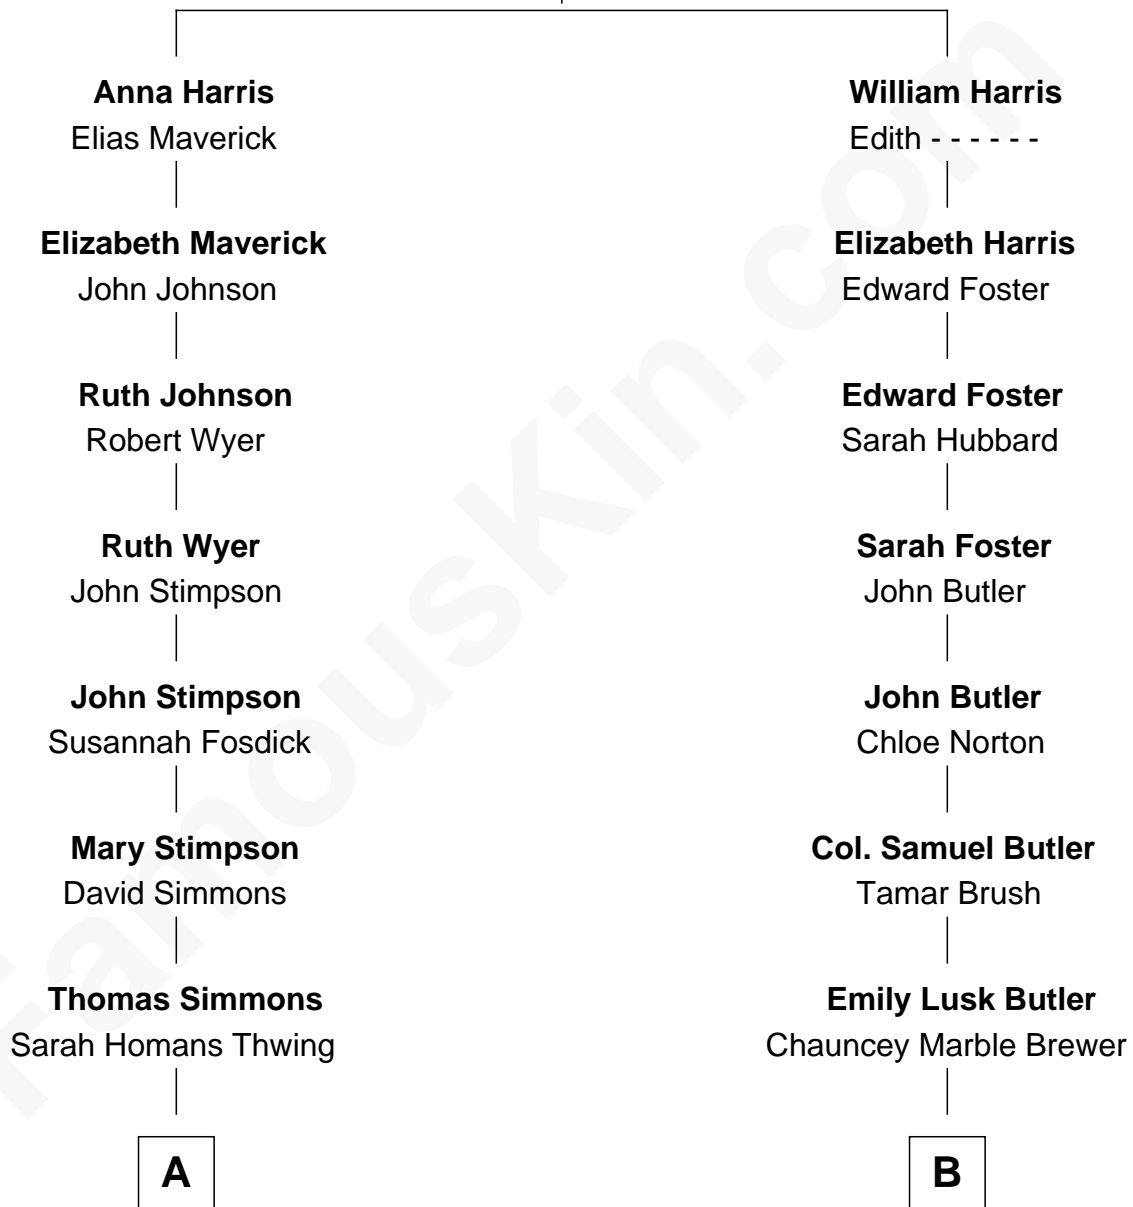 Anna Harris
Elias Maverick
William Harris
Edith - - - - - -
Elizabeth Maverick
John Johnson
Elizabeth Harris
Edward Foster
Ruth Johnson
Robert Wyer
Edward Foster
Sarah Hubbard
Ruth Wyer
John Stimpson
Sarah Foster
John Butler
John Stimpson
Susannah Fosdick
John Butler
Chloe Norton
Mary Stimpson
David Simmons
Col. Samuel Butler
Tamar Brush
Thomas Simmons
Sarah Homans Thwing
Emily Lusk Butler
Chauncey Marble Brewer
A
B
FamousKin.com